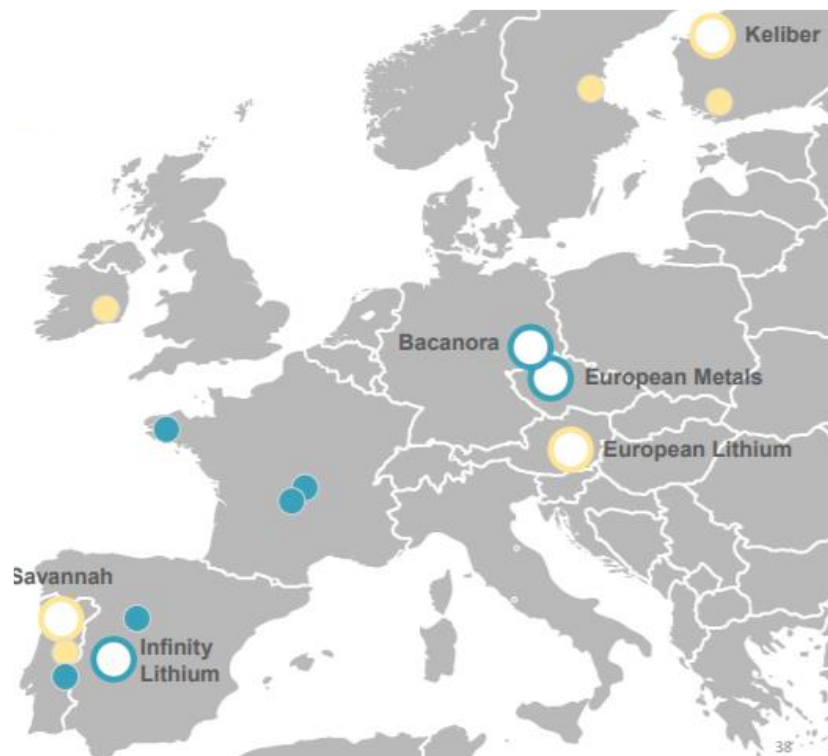 Keliber
Bacanora
European Metals
European Lithium
Savannah
Infinity
Lithium
38